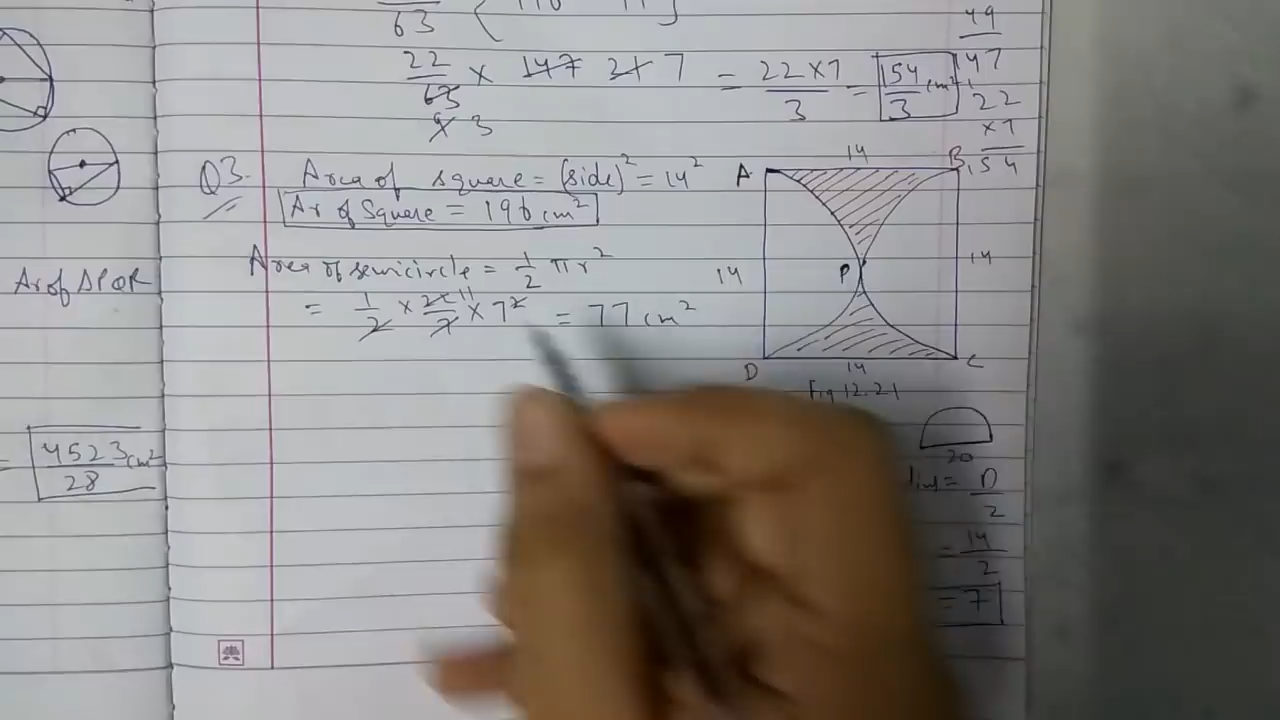 63
22/63 × 147 21 7 = 22×7/3 = 154/3 cm²
9 3
49
147
22
×7
154
Q3. Area of square = (side)² = 14²
Ar of Square = 196 cm²
Area of semicircle = 1/2 πr²
= 1/2 × 22 11/7 × 7² = 77 cm²
A 14 B
14 P 14
D 14 C
Fig 12.21
20
= D/2
= 14/2
= 7
Ar of ΔPQR
= 4523/28 cm²